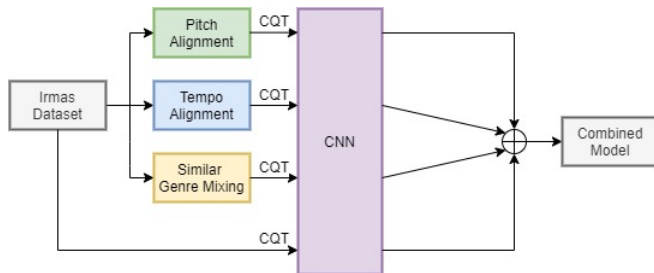 Pitch
Alignment
CQT
Irmas
Dataset
Tempo
Alignment
CQT
CNN
Combined
Model
Similar
Genre Mixing
CQT
CQT